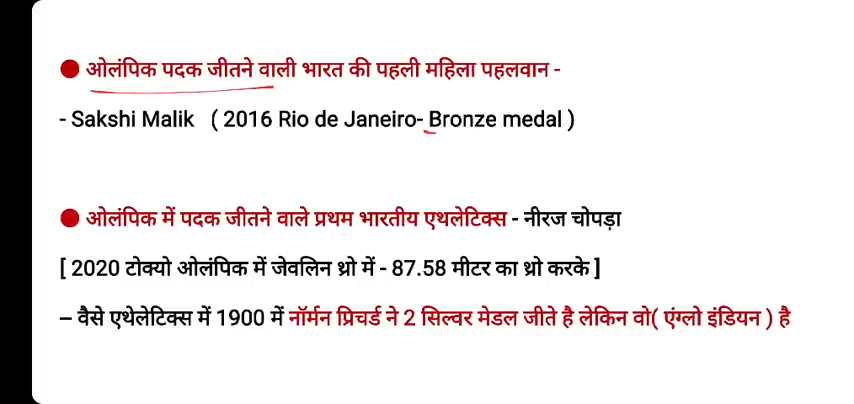 ● ओलंपिक पदक जीतने वाली भारत की पहली महिला पहलवान -
- Sakshi Malik ( 2016 Rio de Janeiro- Bronze medal )
● ओलंपिक में पदक जीतने वाले प्रथम भारतीय एथलेटिक्स - नीरज चोपड़ा
[ 2020 टोक्यो ओलंपिक में जेवलिन थ्रो में - 87.58 मीटर का थ्रो करके ]
– वैसे एथेलेटिक्स में 1900 में नॉर्मन प्रिचर्ड ने 2 सिल्वर मेडल जीते है लेकिन वो( एंग्लो इंडियन ) है